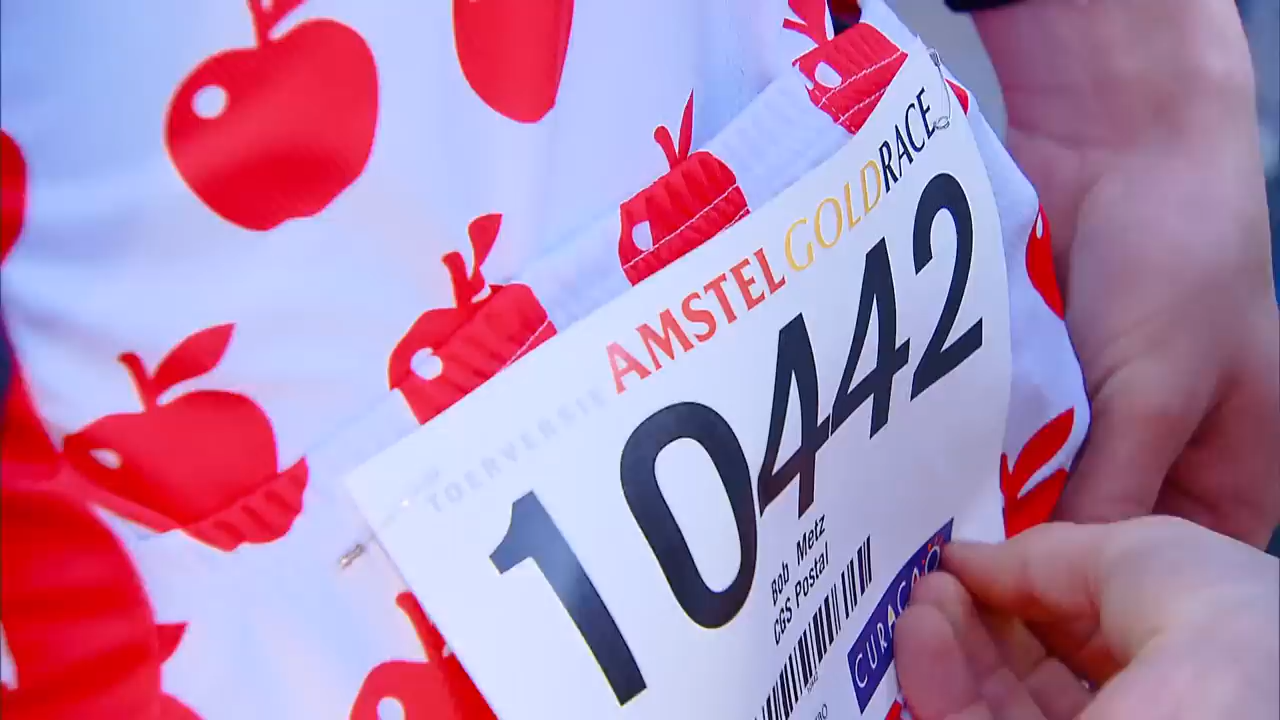 TOERVERSIE AMSTEL GOLD RACE
10442
Bob Metz
CGS Postal
CURAÇAO